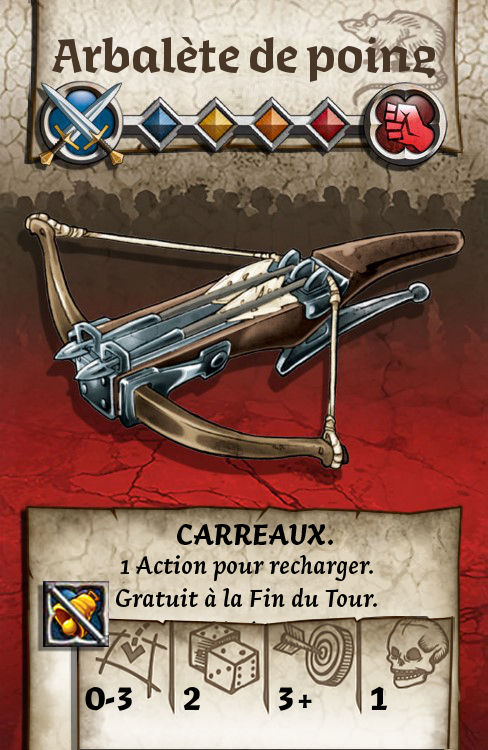 Arbalète de poing
CARREAUX.
1 Action pour recharger.
Gratuit à la Fin du Tour.
0-3 2 3+ 1